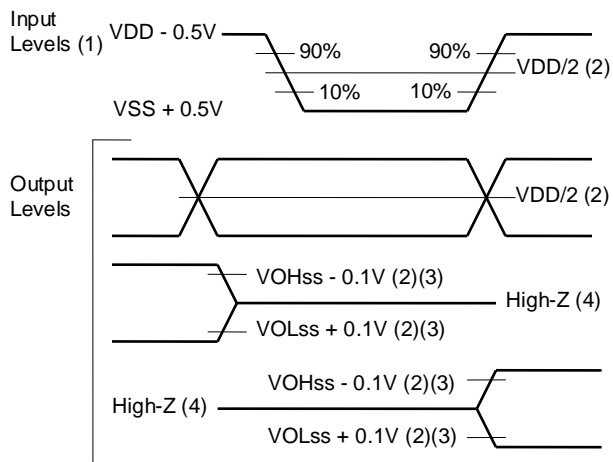 Input
Levels (1)
VDD - 0.5V
90%
90%
VDD/2 (2)
10%
10%
VSS + 0.5V
Output
Levels
VDD/2 (2)
VOHss - 0.1V (2)(3)
High-Z (4)
VOLss + 0.1V (2)(3)
VOHss - 0.1V (2)(3)
High-Z (4)
VOLss + 0.1V (2)(3)